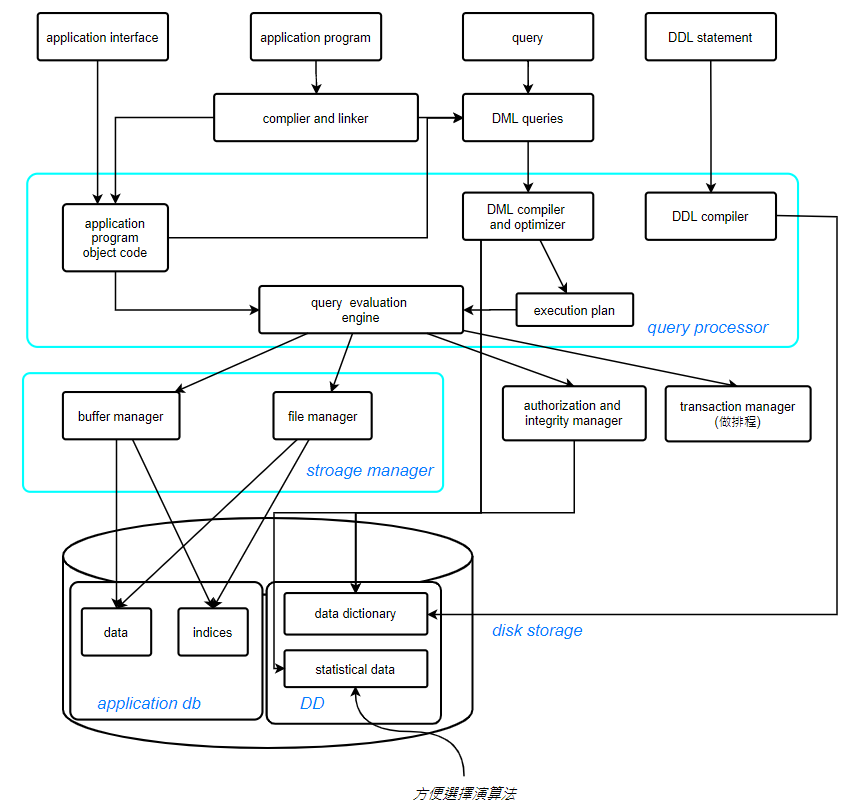 application interface
application program
query
DDL statement
complier and linker
DML queries
application
program
object code
DML compiler
and optimizer
DDL compiler
query evaluation
engine
execution plan
query processor
buffer manager
file manager
authorization and
integrity manager
transaction manager
(做排程)
stroage manager
data
indices
data dictionary
statistical data
disk storage
application db
DD
方便選擇演算法